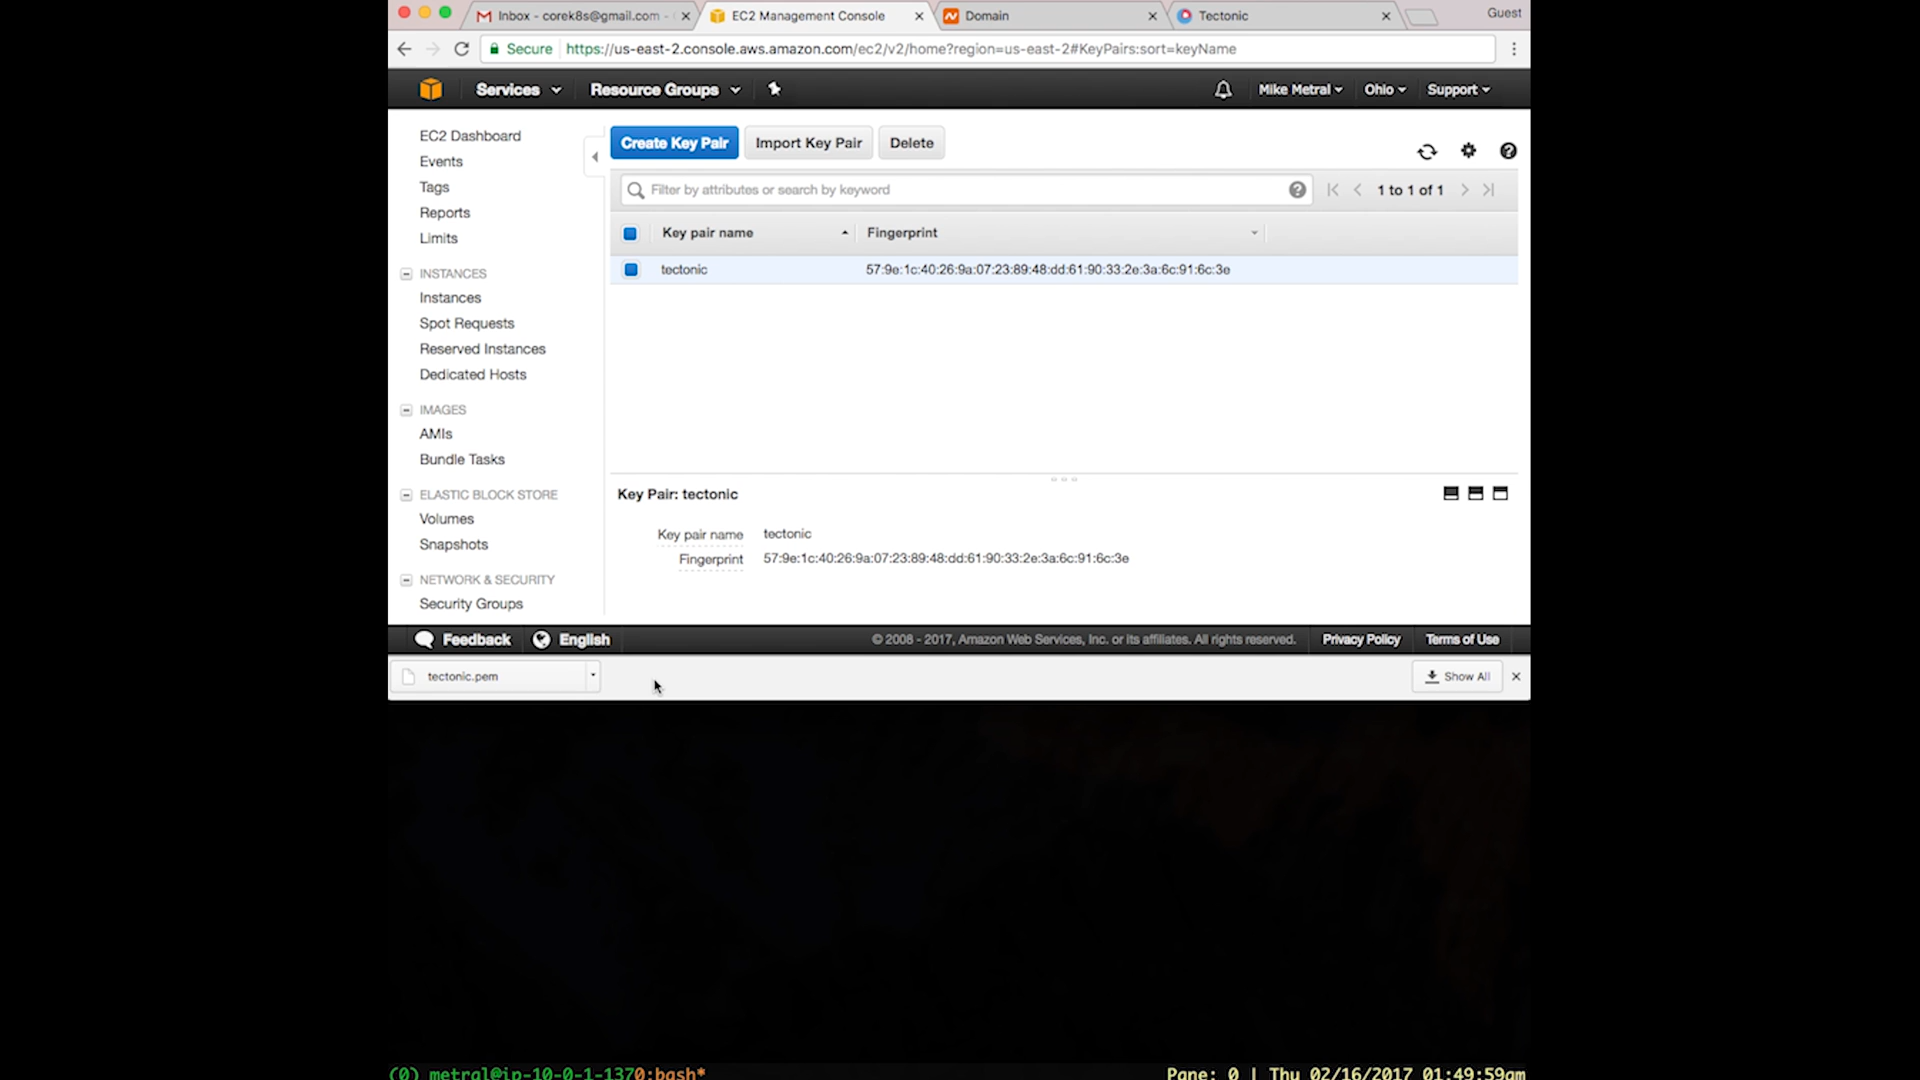 Inbox - corek8s@gmail.com -
EC2 Management Console
Domain
Tectonic
Guest
Secure
https://us-east-2.console.aws.amazon.com/ec2/v2/home?region=us-east-2#KeyPairs:sort=keyName
Services
Resource Groups
Mike Metral
Ohio
Support
EC2 Dashboard
Events
Tags
Reports
Limits
INSTANCES
Instances
Spot Requests
Reserved Instances
Dedicated Hosts
IMAGES
AMIs
Bundle Tasks
ELASTIC BLOCK STORE
Volumes
Snapshots
NETWORK & SECURITY
Security Groups
Create Key Pair
Import Key Pair
Delete
Filter by attributes or search by keyword
1 to 1 of 1
Key pair name
Fingerprint
tectonic
57:9e:1c:40:26:9a:07:23:89:48:dd:61:90:33:2e:3a:6c:91:6c:3e
Key Pair: tectonic
Key pair name tectonic
Fingerprint 57:9e:1c:40:26:9a:07:23:89:48:dd:61:90:33:2e:3a:6c:91:6c:3e
Feedback
English
© 2008 - 2017, Amazon Web Services, Inc. or its affiliates. All rights reserved.
Privacy Policy
Terms of Use
tectonic.pem
Show All
(0) metral@ip-10-0-1-1370:bash*
Pane: 0 | Thu 02/16/2017 01:49:59am